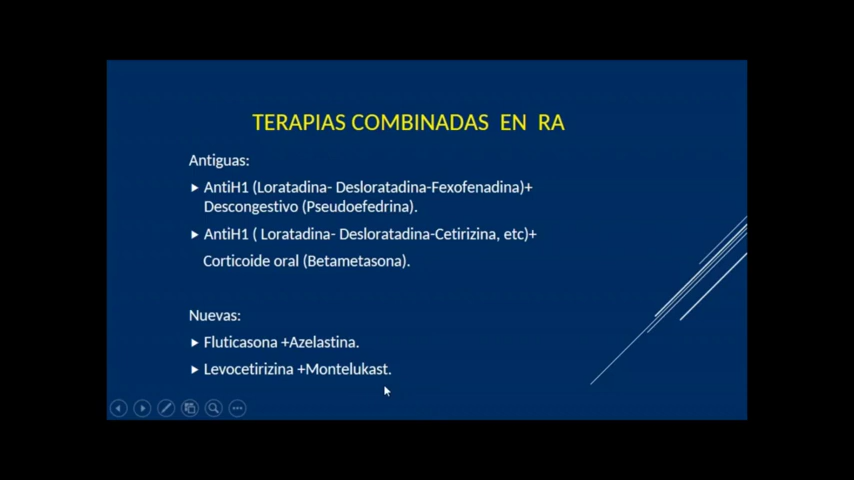 TERAPIAS COMBINADAS EN RA
Antiguas:
AntiH1 (Loratadina- Desloratadina-Fexofenadina)+
Descongestivo (Pseudoefedrina).
AntiH1 ( Loratadina- Desloratadina-Cetirizina, etc)+
Corticoide oral (Betametasona).
Nuevas:
Fluticasona +Azelastina.
Levocetirizina +Montelukast.